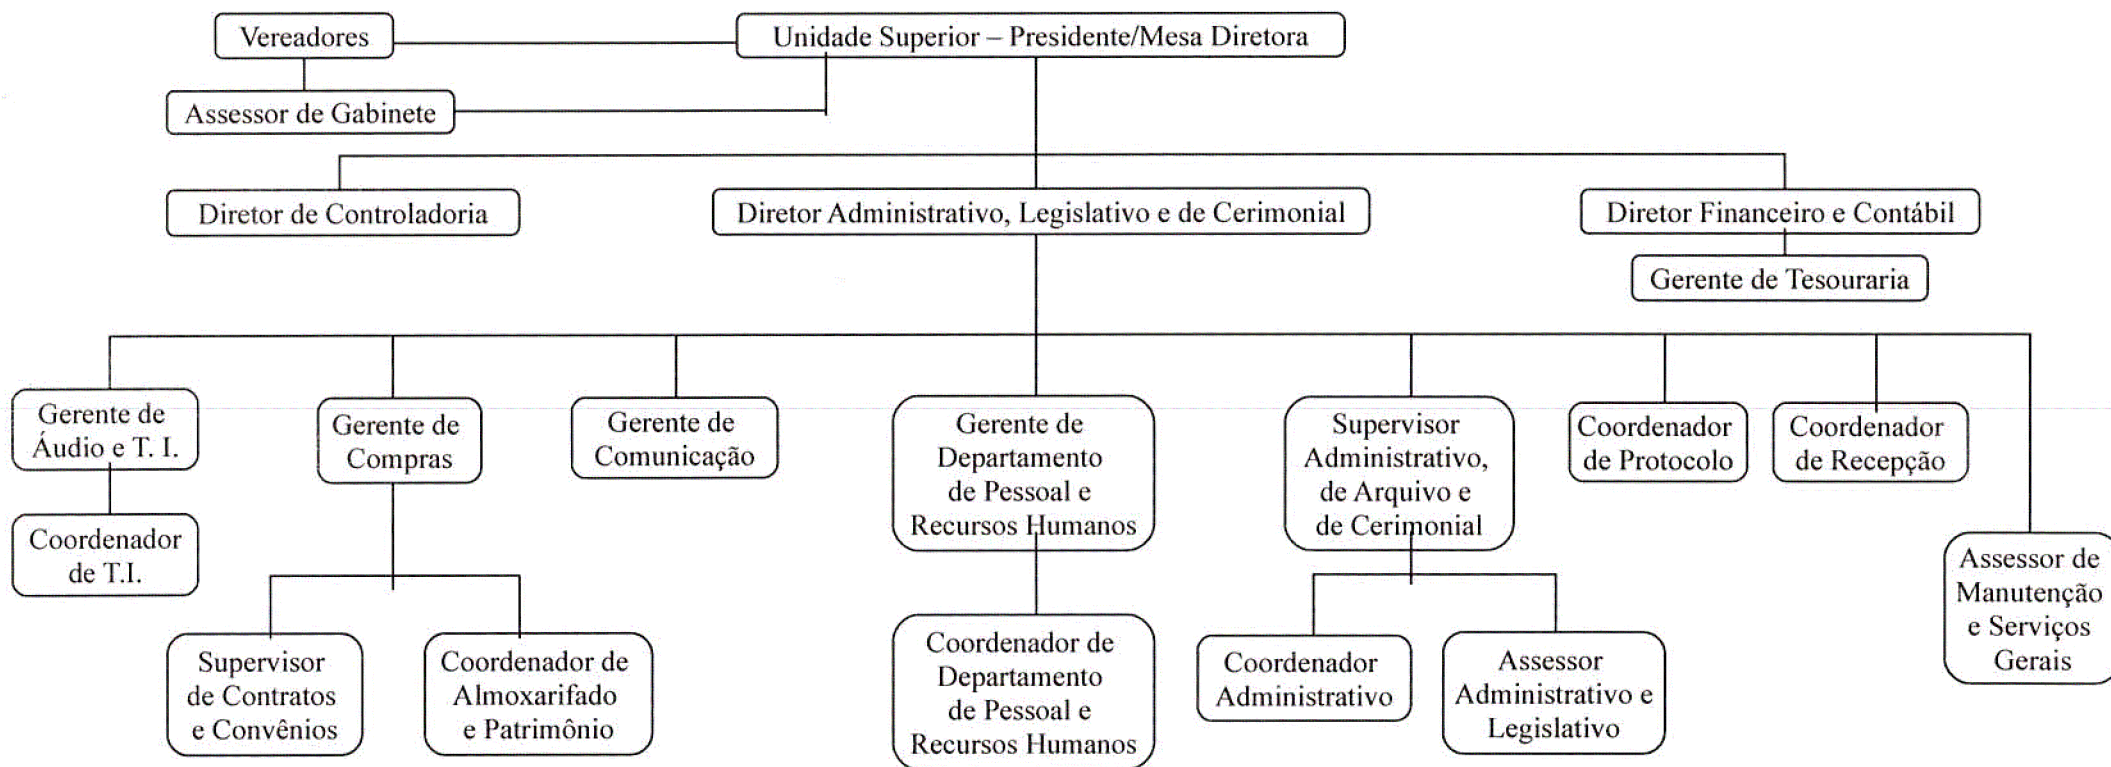 Vereadores
Unidade Superior – Presidente/Mesa Diretora
Assessor de Gabinete
Diretor de Controladoria
Diretor Administrativo, Legislativo e de Cerimonial
Diretor Financeiro e Contábil
Gerente de Tesouraria
Gerente de
Áudio e T. I.
Gerente de
Compras
Gerente de
Comunicação
Gerente de
Departamento
de Pessoal e
Recursos Humanos
Supervisor
Administrativo,
de Arquivo e
de Cerimonial
Coordenador
de Protocolo
Coordenador
de Recepção
Coordenador
de T.I.
Assessor de
Manutenção
e Serviços
Gerais
Supervisor
de Contratos
e Convênios
Coordenador de
Almoxarifado
e Patrimônio
Coordenador de
Departamento
de Pessoal e
Recursos Humanos
Coordenador
Administrativo
Assessor
Administrativo e
Legislativo